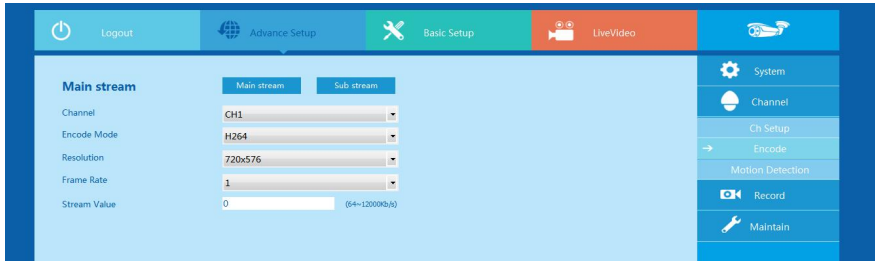 Logout Advance Setup Basic Setup LiveVideo
Main stream Main stream Sub stream System
Channel CH1 Channel
Encode Mode H264 Ch Setup
Resolution 720x576 Encode
Frame Rate 1 Motion Detection
Stream Value 0 (64~12000Kb/s) Record
Maintain